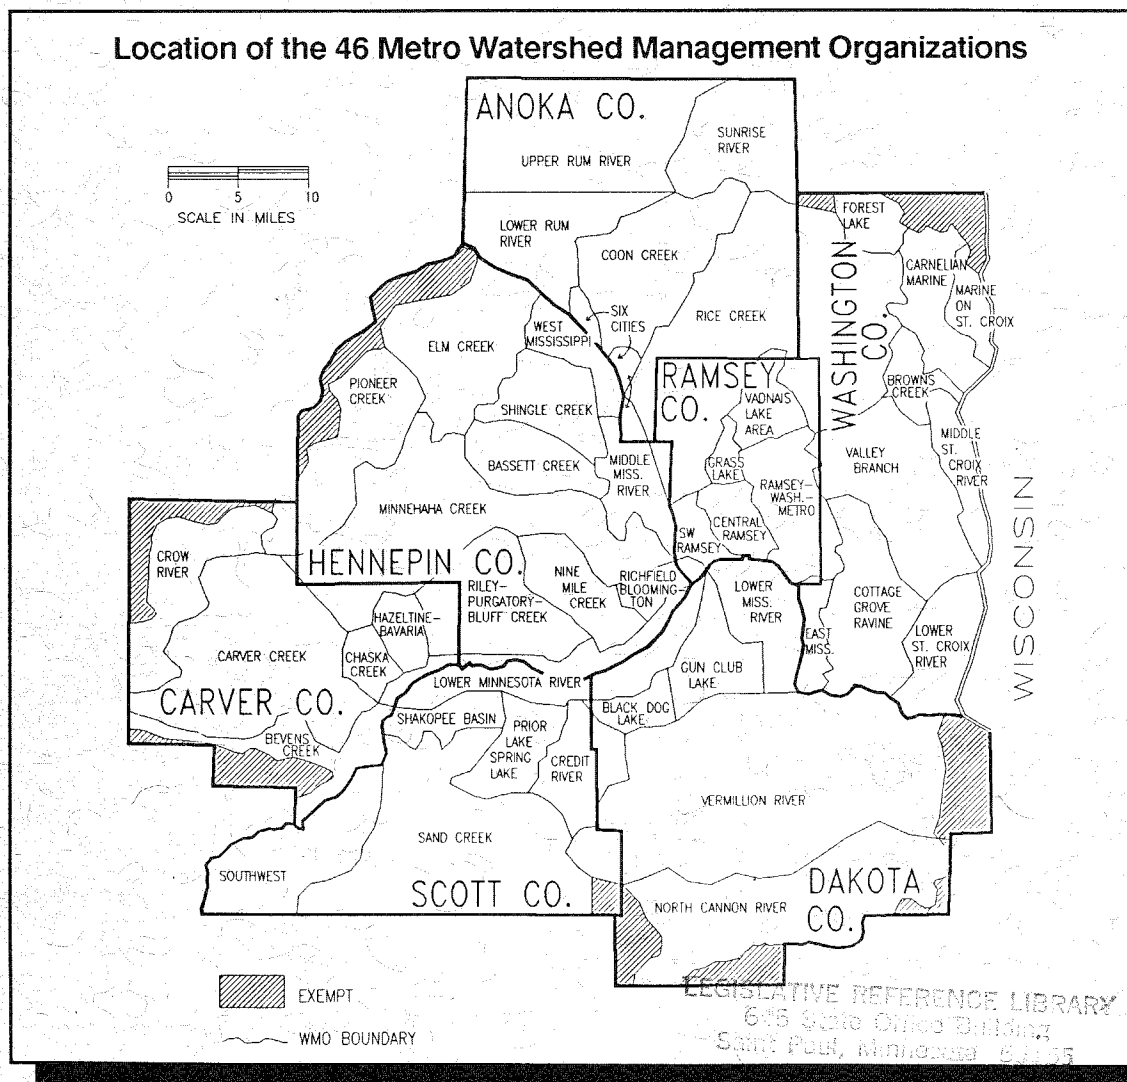 Location of the 46 Metro Watershed Management Organizations
ANOKA CO.
SUNRISE
RIVER
UPPER RUM RIVER
0 5 10
SCALE IN MILES
LOWER RUM
RIVER
COON CREEK
FOREST
LAKE
WASHINGTON
CO.
CARNELIAN
MARINE
MARINE
ON
ST. CROIX
SIX
CITIES
RICE CREEK
WEST
MISSISSIPPI
ELM CREEK
RAMSEY
CO.
PIONEER
CREEK
VADNAIS
LAKE
AREA
BROWNS
CREEK
SHINGLE CREEK
MIDDLE
ST.
CROIX
RIVER
VALLEY
BRANCH
BASSETT CREEK
MIDDLE
MISS.
RIVER
GRASS
LAKE
RAMSEY-
WASH.-
METRO
MINNEHAHA CREEK
CENTRAL
RAMSEY
SW
RAMSEY
WISCONSIN
CROW
RIVER
HENNEPIN CO.
RILEY-
PURGATORY-
BLUFF CREEK
NINE
MILE
CREEK
RICHFIELD
BLOOMING-
TON
LOWER
MISS.
RIVER
COTTAGE
GROVE
RAVINE
HAZELTINE-
BAVARIA
EAST
MISS.
LOWER
ST. CROIX
RIVER
CARVER CREEK
CHASKA
CREEK
GUN CLUB
LAKE
LOWER MINNESOTA RIVER
CARVER CO.
BLACK DOG
LAKE
SHAKOPEE BASIN
PRIOR
LAKE
SPRING
LAKE
BEVENS
CREEK
CREDIT
RIVER
VERMILLION RIVER
SAND CREEK
SOUTHWEST
SCOTT CO.
DAKOTA
CO.
NORTH CANNON RIVER
EXEMPT
WMO BOUNDARY
LEGISLATIVE REFERENCE LIBRARY
645 State Office Building
Saint Paul, Minnesota 55155